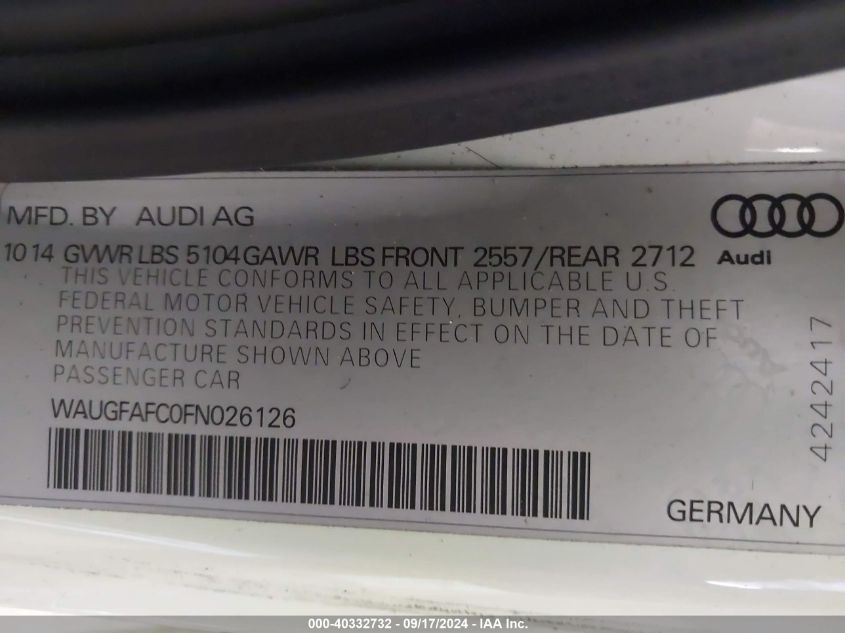 MFD. BY AUDI AG
10 14 GVWR LBS 5104 GAWR LBS FRONT 2557/REAR 2712
Audi
THIS VEHICLE CONFORMS TO ALL APPLICABLE U.S.
FEDERAL MOTOR VEHICLE SAFETY, BUMPER AND THEFT
PREVENTION STANDARDS IN EFFECT ON THE DATE OF
MANUFACTURE SHOWN ABOVE
PASSENGER CAR
WAUGFAFC0FN026126
4242417
GERMANY
000-40332732 - 09/17/2024 - IAA Inc.